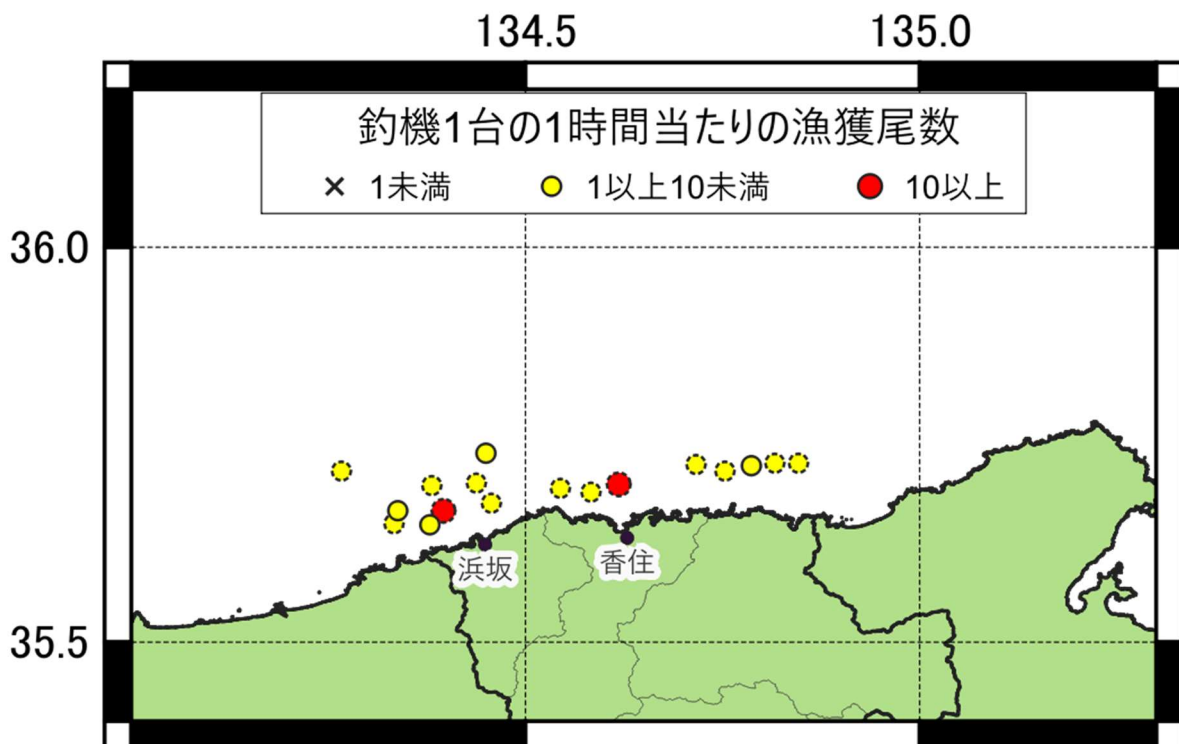 134.5 135.0
釣機1台の1時間当たりの漁獲尾数
1未満 1以上10未満 10以上
36.0
浜坂 香住
35.5